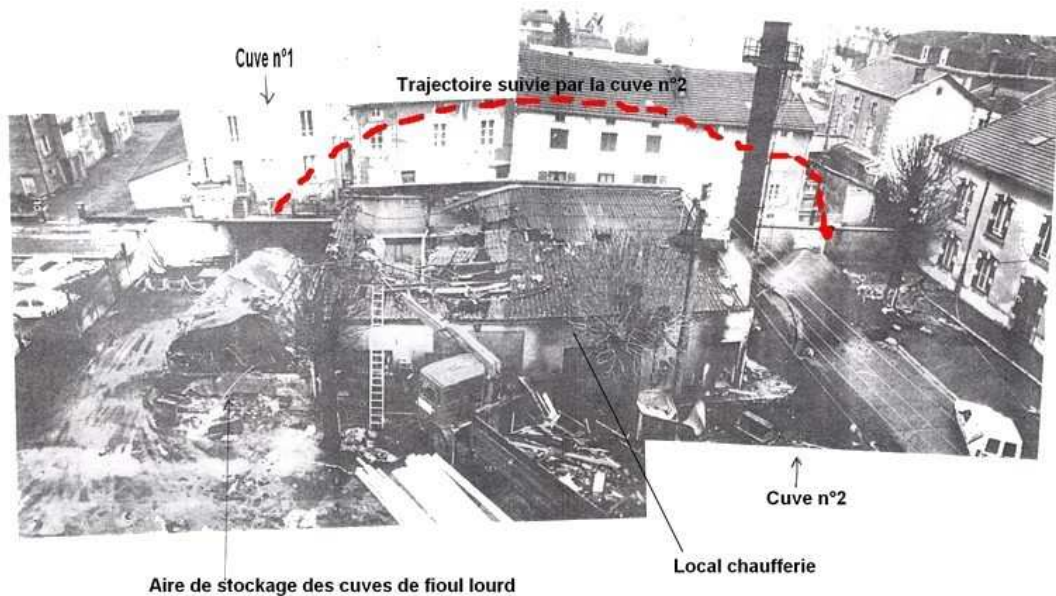 Cuve n°1
Trajectoire suivie par la cuve n°2
Cuve n°2
Local chaufferie
Aire de stockage des cuves de fioul lourd